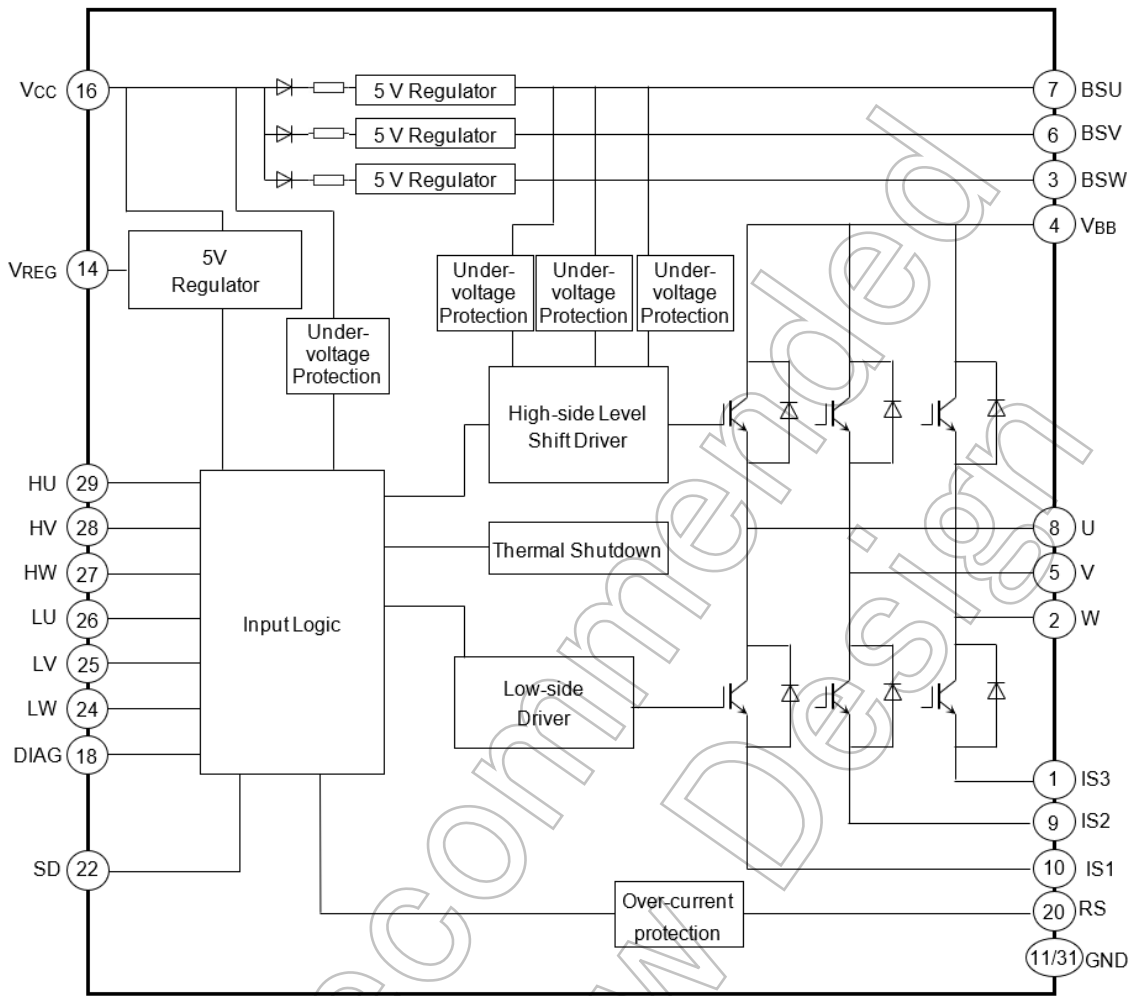 VCC 16 5 V Regulator 7 BSU
5 V Regulator 6 BSV
5 V Regulator 3 BSW
4 VBB
VREG 14
5V
Regulator
Under-
voltage
Protection
Under-
voltage
Protection
Under-
voltage
Protection
Under-
voltage
Protection
High-side Level
Shift Driver
HU 29
HV 28
HW 27
LU 26
LV 25
LW 24
DIAG 18
Input Logic
Thermal Shutdown
Low-side
Driver
8 U
5 V
2 W
1 IS3
9 IS2
10 IS1
SD 22
Over-current
protection
20 RS
11/31 GND
ecommended
w Design